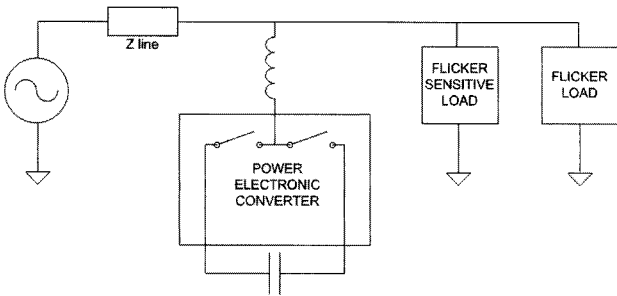 Z line
FLICKER
SENSITIVE
LOAD
FLICKER
LOAD
POWER
ELECTRONIC
CONVERTER